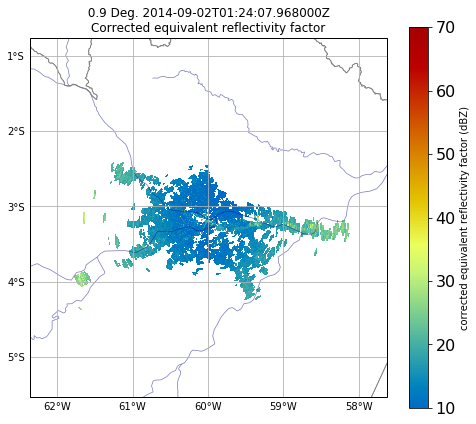 0.9 Deg. 2014-09-02T01:24:07.968000Z
Corrected equivalent reflectivity factor
1°S
2°S
3°S
4°S
5°S
62°W
61°W
60°W
59°W
58°W
70
60
50
40
30
20
10
corrected equivalent reflectivity factor (dBZ)